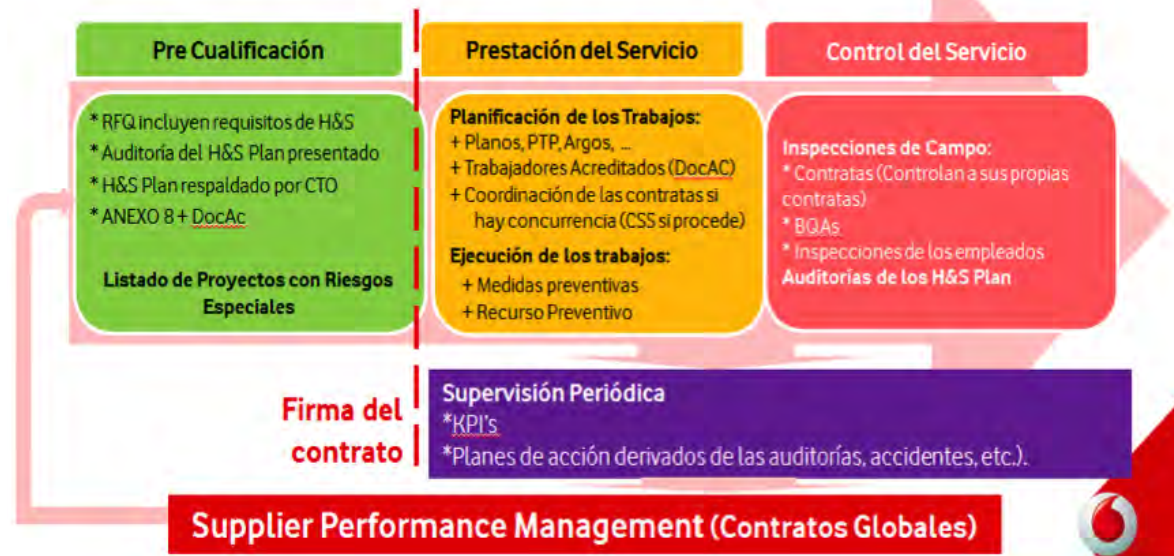 Pre Cualificación
* RFQ incluyen requisitos de H&S
* Auditoría del H&S Plan presentado
* H&S Plan respaldado por CTO
* ANEXO 8 + DocAc
Listado de Proyectos con Riesgos
Especiales
Prestación del Servicio
Planificación de los Trabajos:
+ Planos, PTP, Argos, ...
+ Trabajadores Acreditados (DocAC)
+ Coordinación de las contratas si
hay concurrencia (CSS si procede)
Ejecución de los trabajos:
+ Medidas preventivas
+ Recurso Preventivo
Control del Servicio
Inspecciones de Campo:
* Contratas (Controlan a sus propias
contratas)
* BQAs
* Inspecciones de los empleados
Auditorias de los H&S Plan
Firma del
contrato
Supervisión Periódica
*KPI's
*Planes de acción derivados de las auditorías, accidentes, etc.).
Supplier Performance Management (Contratos Globales)